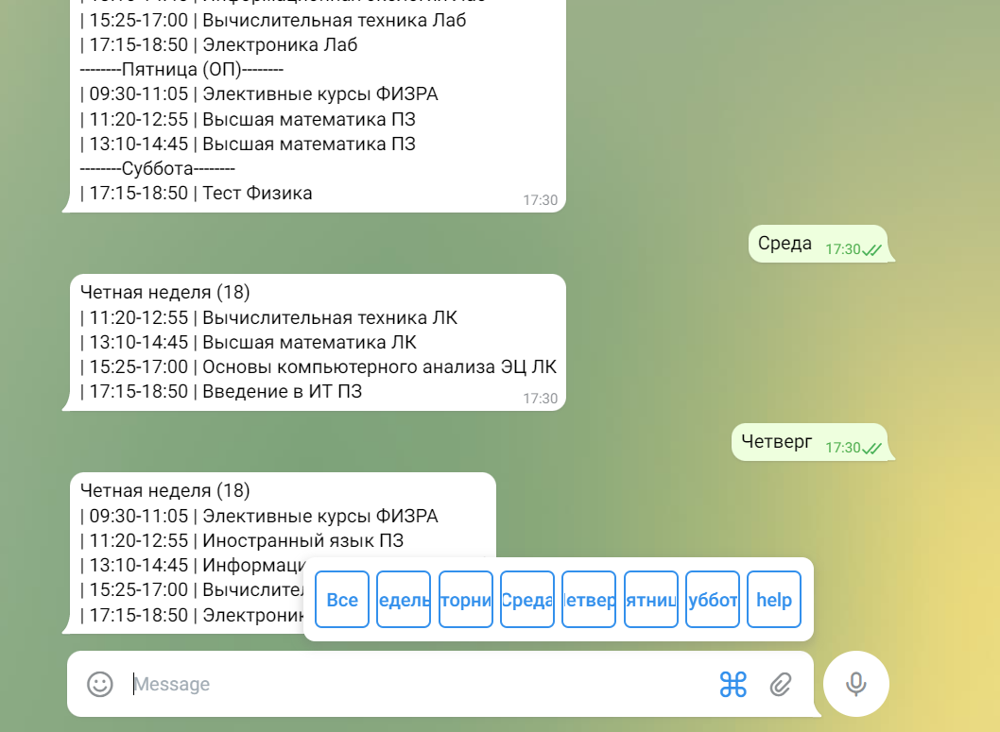 | 15:25-17:00 | Вычислительная техника Лаб
| 17:15-18:50 | Электроника Лаб
--------Пятница (ОП)--------
| 09:30-11:05 | Элективные курсы ФИЗРА
| 11:20-12:55 | Высшая математика ПЗ
| 13:10-14:45 | Высшая математика ПЗ
--------Суббота--------
| 17:15-18:50 | Тест Физика
17:30
Среда 17:30
Четная неделя (18)
| 11:20-12:55 | Вычислительная техника ЛК
| 13:10-14:45 | Высшая математика ЛК
| 15:25-17:00 | Основы компьютерного анализа ЭЦ ЛК
| 17:15-18:50 | Введение в ИТ ПЗ
17:30
Четверг 17:30
Четная неделя (18)
| 09:30-11:05 | Элективные курсы ФИЗРА
| 11:20-12:55 | Иностранный язык ПЗ
| 13:10-14:45 | Информаци
| 15:25-17:00 | Вычислител
| 17:15-18:50 | Электроник
Все едель торни Среда етвер ятниц уббот help
Message